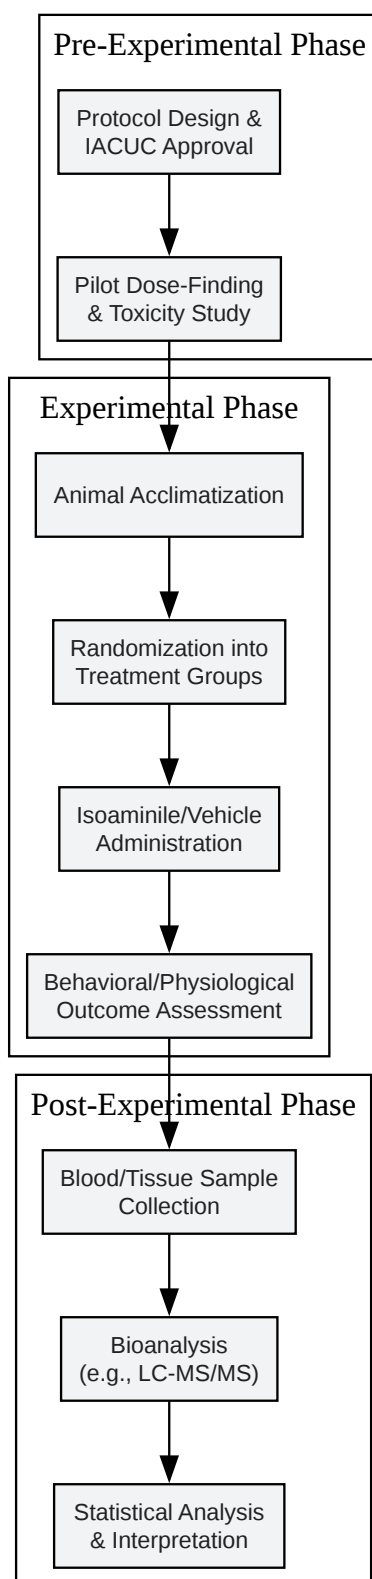 Pre-Experimental Phase
Protocol Design &
IACUC Approval
Pilot Dose-Finding
& Toxicity Study
Experimental Phase
Animal Acclimatization
Randomization into
Treatment Groups
Isoaminile/Vehicle
Administration
Behavioral/Physiological
Outcome Assessment
Post-Experimental Phase
Blood/Tissue Sample
Collection
Bioanalysis
(e.g., LC-MS/MS)
Statistical Analysis
& Interpretation